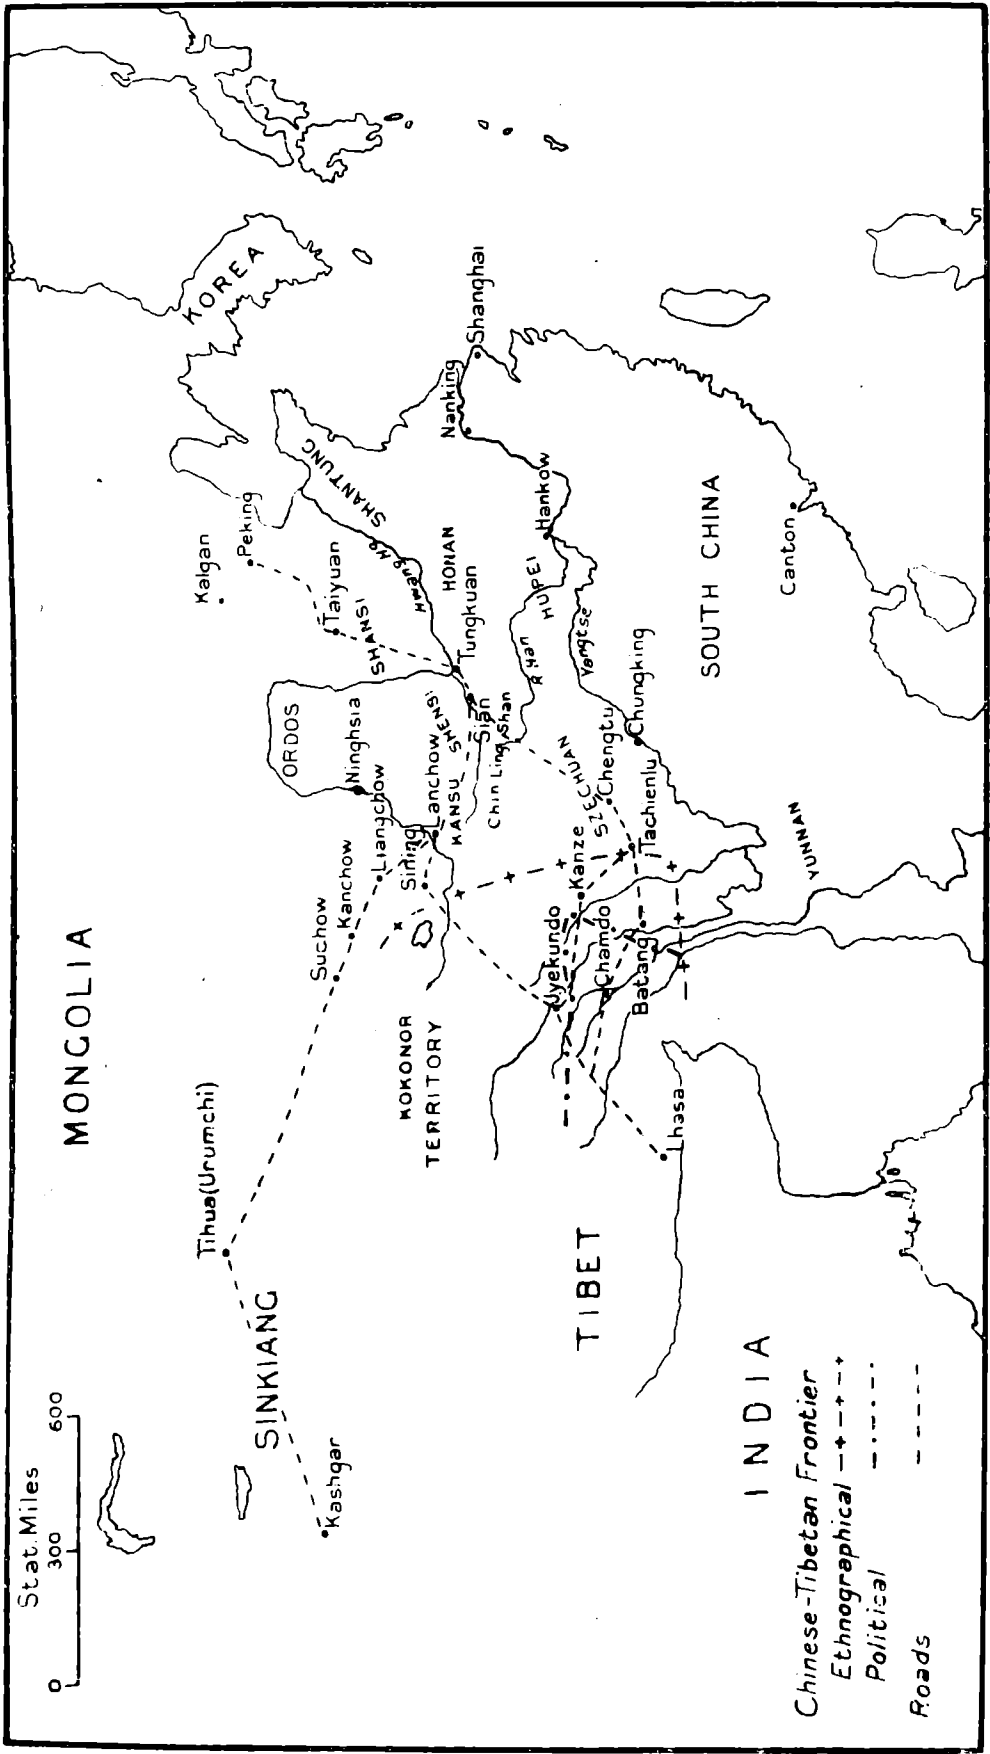 Stat. Miles
0 300 600
MONGOLIA
SINKIANG
Tihua (Urumchi)
Kashgar
Suchow
Kanchow
Liangchow
Ninghsia
ORDOS
Kalgan
Peking
Taiyuan
SHANSI
KOREA
SHANTUNG
Hwang Ho
HONAN
Tungkuan
SHENSI
Sian
Lanchow
KANSU
Sining
KOKONOR
TERRITORY
Chin Ling Shan
R Han
HUPEI
Hankow
Nanking
Shanghai
Yangtse
Chungking
Chengtu
SZECHUAN
Tachienlu
Kanze
Jyekundo
Chamdo
Batang
Lhasa
TIBET
YUNNAN
SOUTH CHINA
Canton
INDIA
Chinese-Tibetan Frontier
Ethnographical
Political
Roads